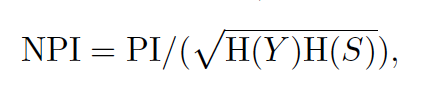 NPI = PI/(√H(Y)H(S)),